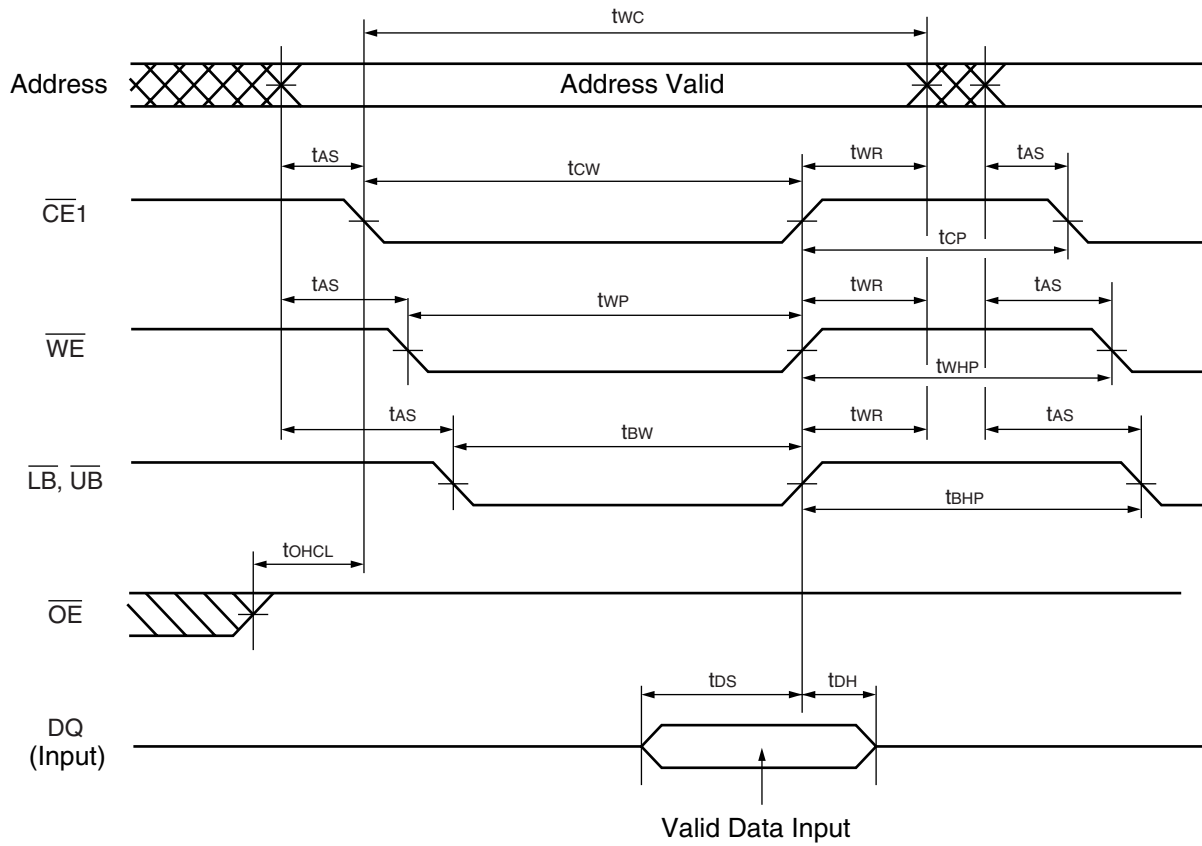 tWC
Address Address Valid
tAS tCW tWR tAS
CE1
tCP
tAS tWP tWR tAS
WE
tWHP
tAS tBW tWR tAS
LB, UB
tBHP
tOHCL
OE
tDS tDH
DQ
(Input)
Valid Data Input